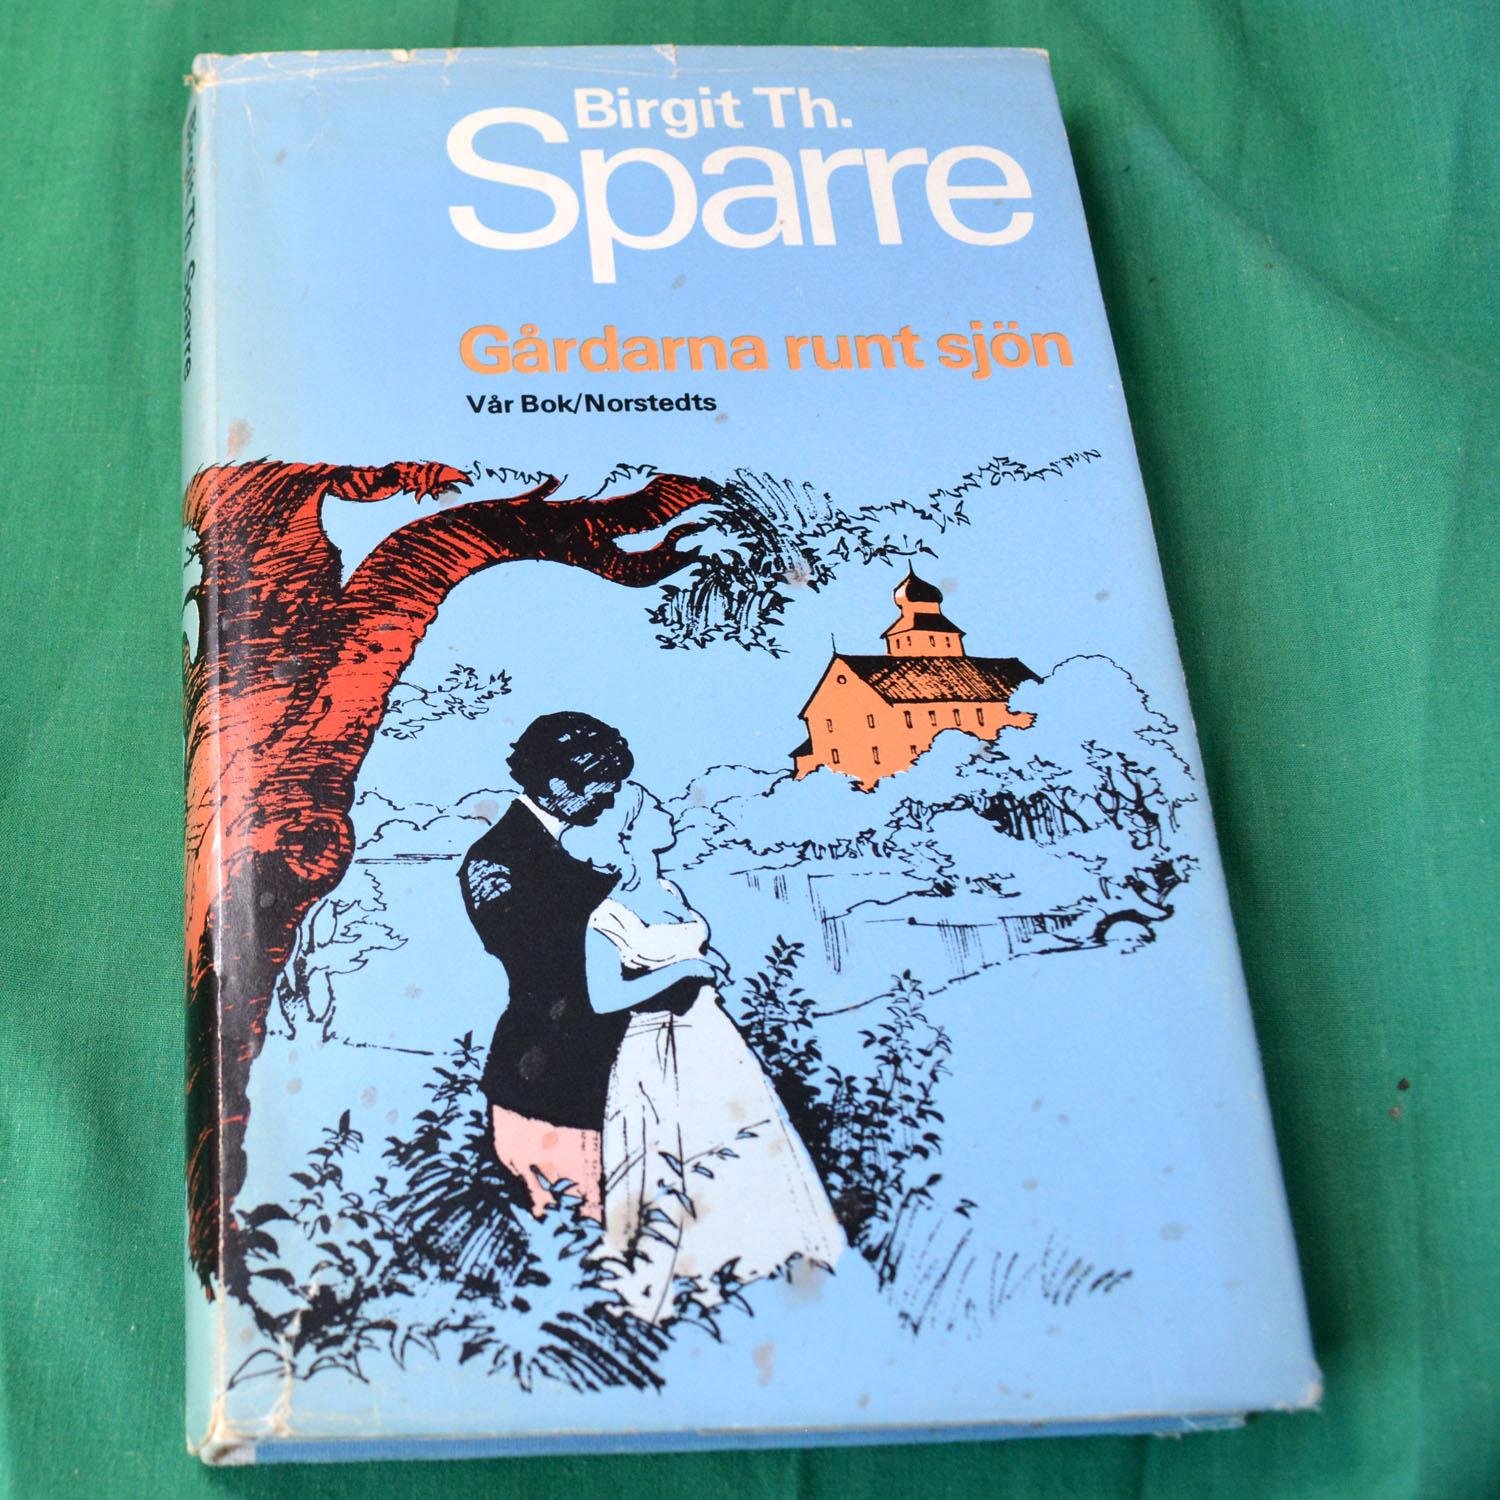 Birgit Th.
Sparre
Gårdarna runt sjön
Vår Bok/Norstedts
Birgit Th. Sparre